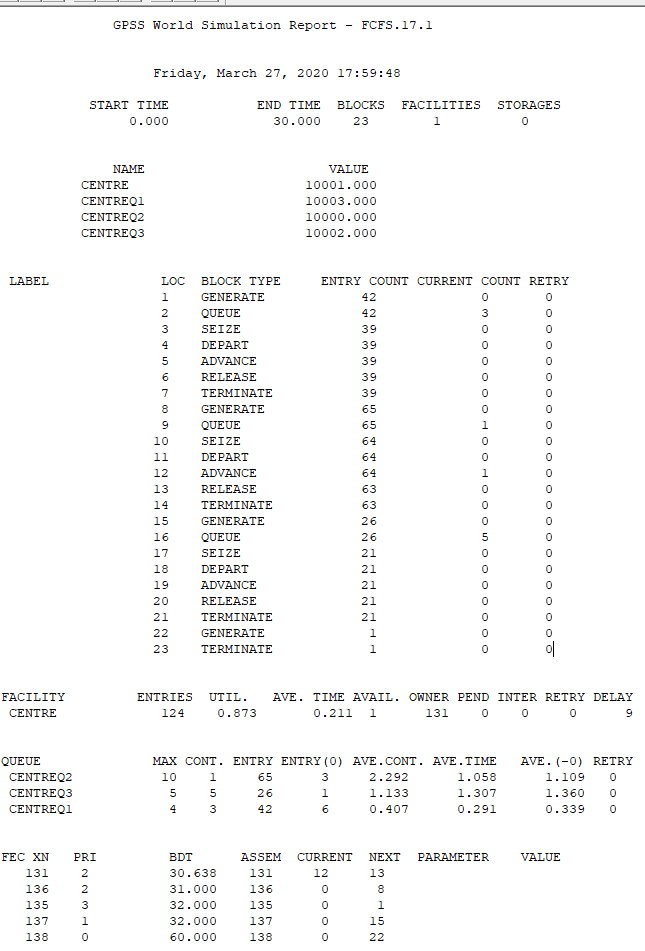 GPSS World Simulation Report - FCFS.17.1
Friday, March 27, 2020 17:59:48
START TIME END TIME BLOCKS FACILITIES STORAGES
0.000 30.000 23 1 0
NAME VALUE
CENTRE 10001.000
CENTREQ1 10003.000
CENTREQ2 10000.000
CENTREQ3 10002.000
LABEL LOC BLOCK TYPE ENTRY COUNT CURRENT COUNT RETRY
1 GENERATE 42 0 0
2 QUEUE 42 3 0
3 SEIZE 39 0 0
4 DEPART 39 0 0
5 ADVANCE 39 0 0
6 RELEASE 39 0 0
7 TERMINATE 39 0 0
8 GENERATE 65 0 0
9 QUEUE 65 1 0
10 SEIZE 64 0 0
11 DEPART 64 0 0
12 ADVANCE 64 1 0
13 RELEASE 63 0 0
14 TERMINATE 63 0 0
15 GENERATE 26 0 0
16 QUEUE 26 5 0
17 SEIZE 21 0 0
18 DEPART 21 0 0
19 ADVANCE 21 0 0
20 RELEASE 21 0 0
21 TERMINATE 21 0 0
22 GENERATE 1 0 0
23 TERMINATE 1 0 0
FACILITY ENTRIES UTIL. AVE. TIME AVAIL. OWNER PEND INTER RETRY DELAY
CENTRE 124 0.873 0.211 1 131 0 0 0 9
QUEUE MAX CONT. ENTRY ENTRY(0) AVE.CONT. AVE.TIME AVE.(-0) RETRY
CENTREQ2 10 1 65 3 2.292 1.058 1.109 0
CENTREQ3 5 5 26 1 1.133 1.307 1.360 0
CENTREQ1 4 3 42 6 0.407 0.291 0.339 0
FEC XN PRI BDT ASSEM CURRENT NEXT PARAMETER VALUE
131 2 30.638 131 12 13
136 2 31.000 136 0 8
135 3 32.000 135 0 1
137 1 32.000 137 0 15
138 0 60.000 138 0 22